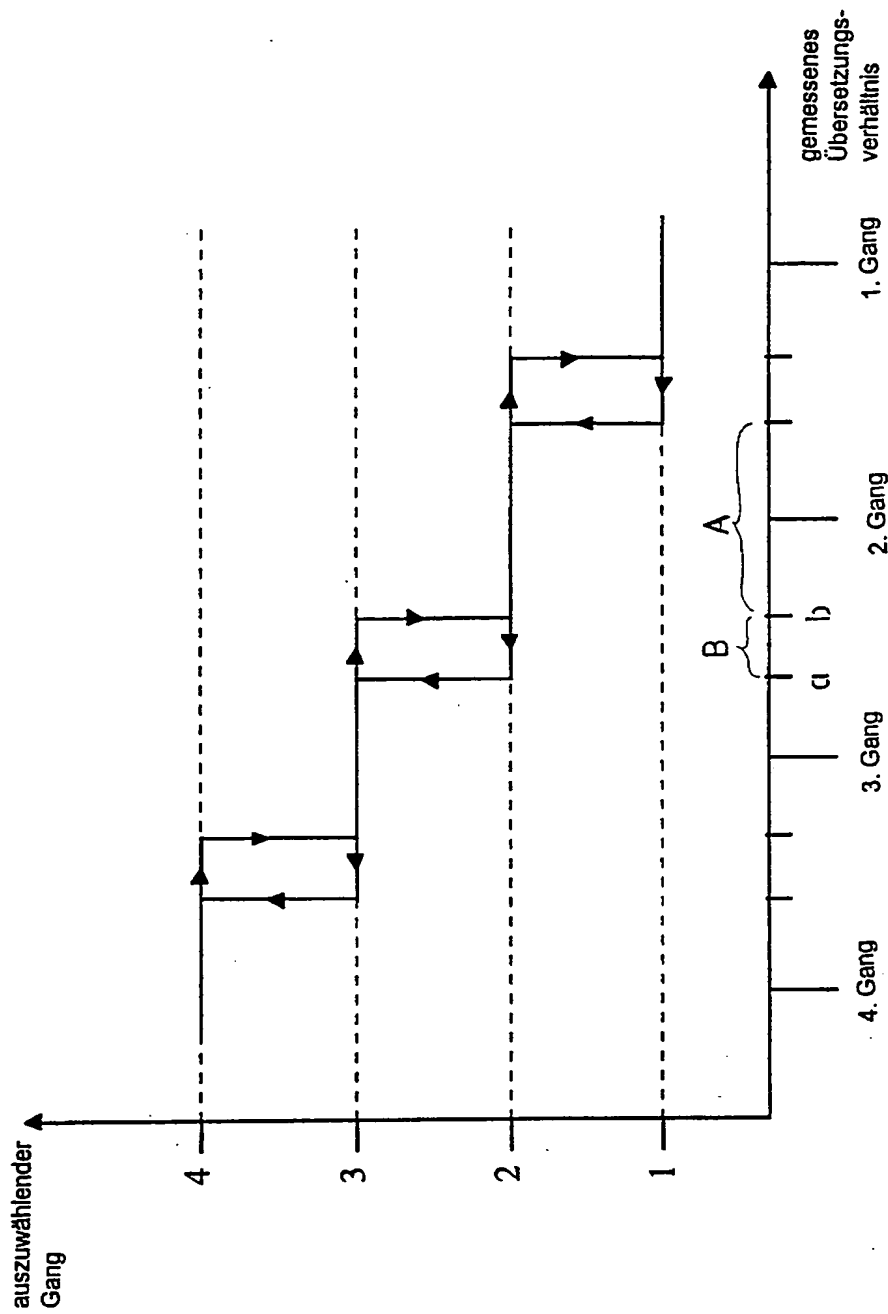 auszuwählender
Gang
4
3
2
1
B
A
a
b
4. Gang
3. Gang
2. Gang
1. Gang
gemessenes
Übersetzungs-
verhältnis